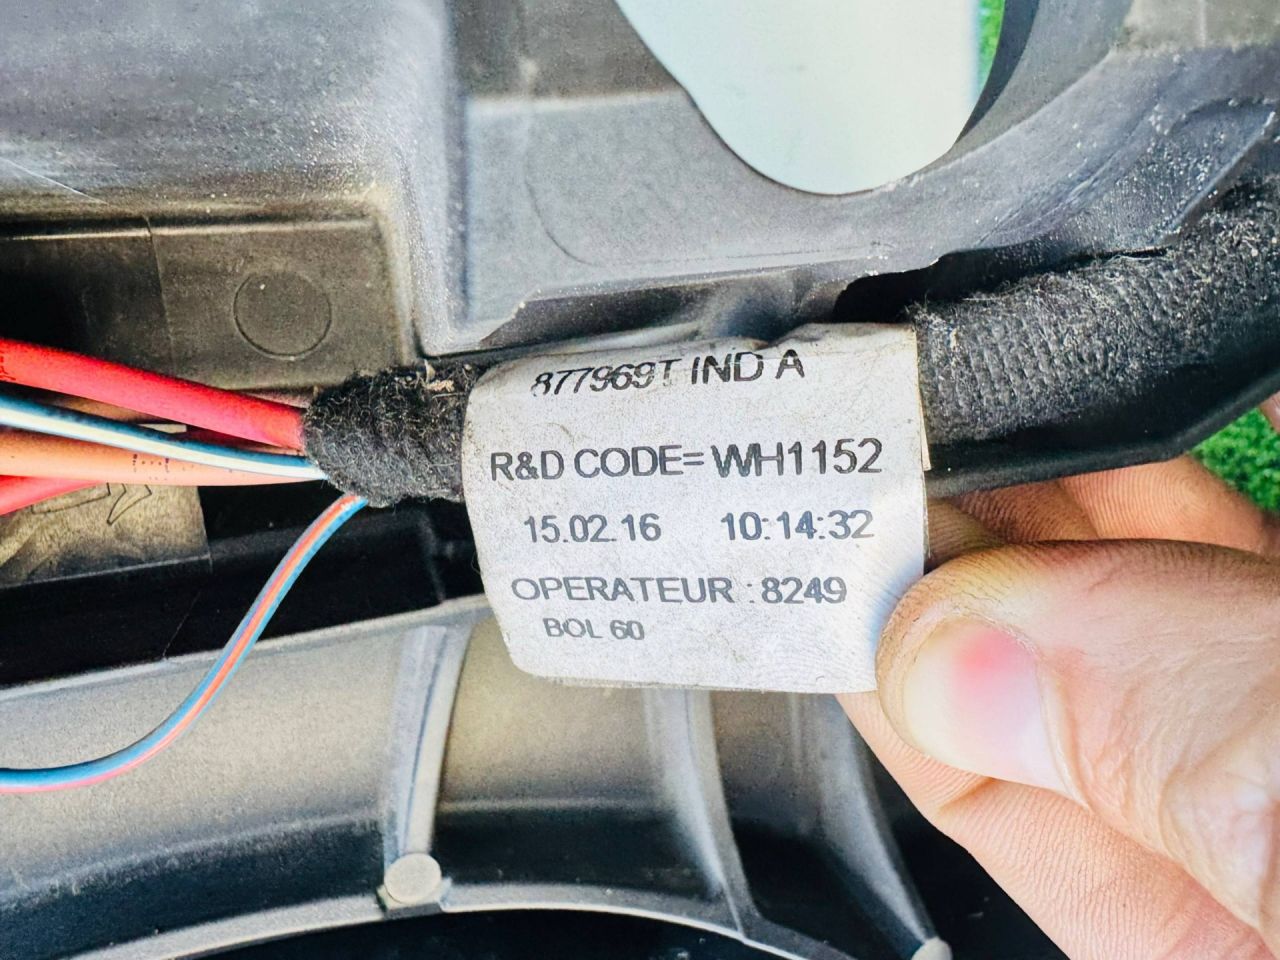 877969T IND A
R&D CODE=WH1152
15.02.16 10:14:32
OPERATEUR : 8249
BOL 60